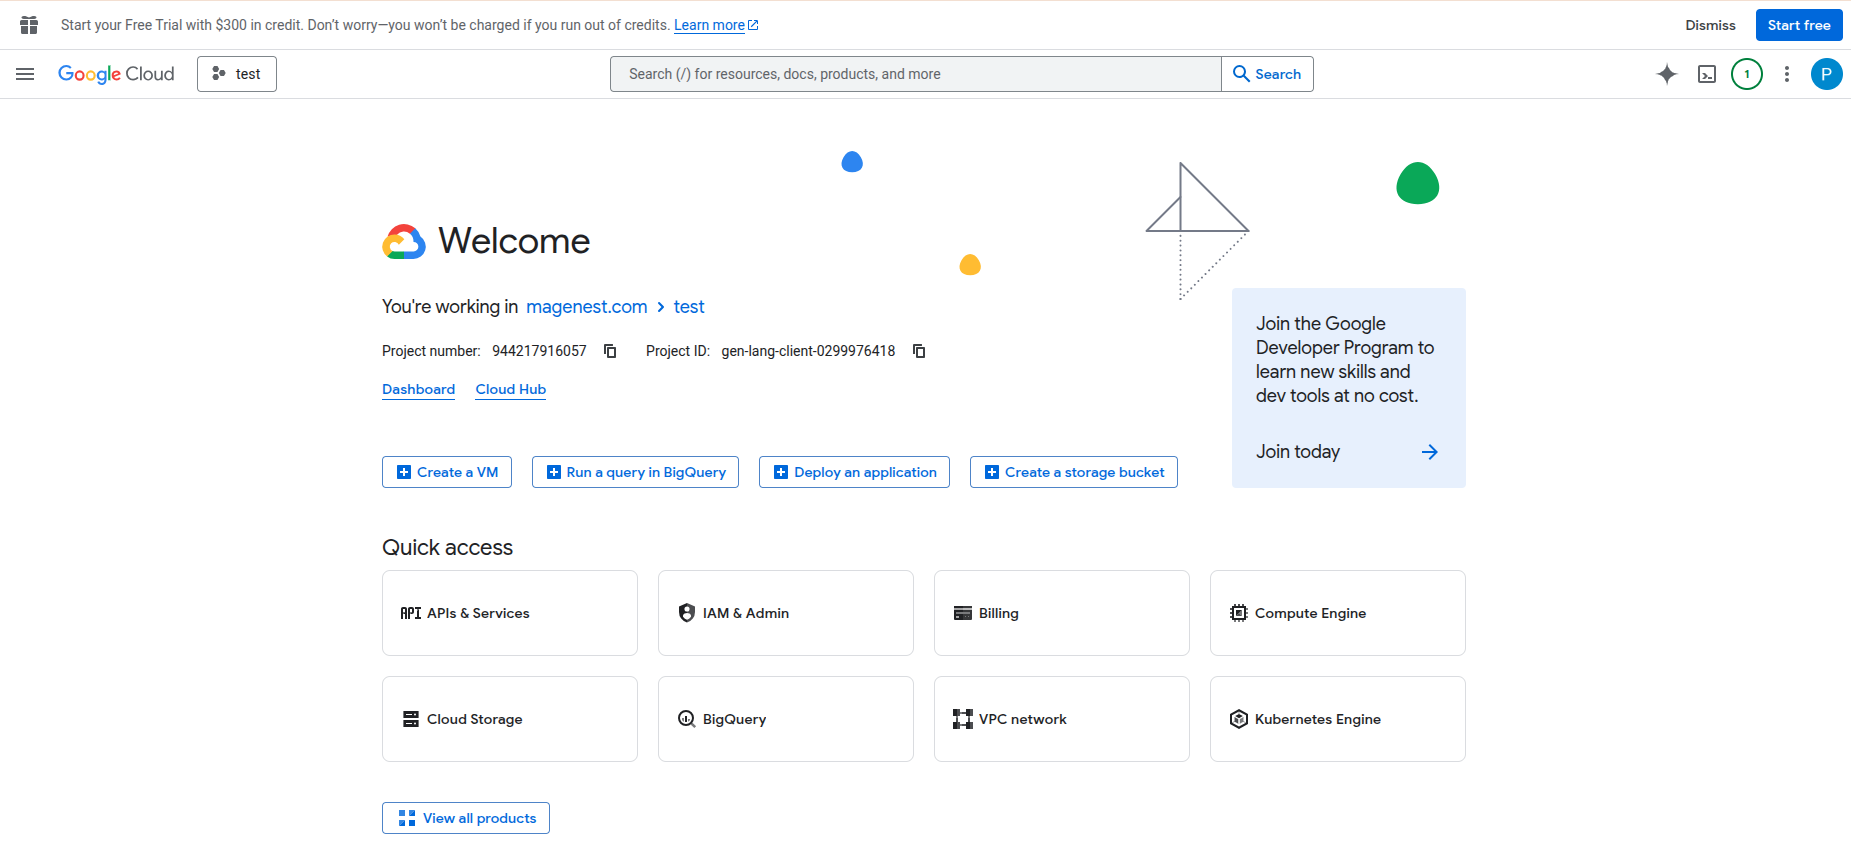 Start your Free Trial with $300 in credit. Don't worry—you won't be charged if you run out of credits. Learn more
Dismiss
Start free
Google Cloud
test
Search (/) for resources, docs, products, and more
Search
1
P
Welcome
You're working in magenest.com > test
Project number: 944217916057 Project ID: gen-lang-client-0299976418
Dashboard Cloud Hub
Join the Google
Developer Program to
learn new skills and
dev tools at no cost.
Join today
Create a VM
Run a query in BigQuery
Deploy an application
Create a storage bucket
Quick access
API APIs & Services
IAM & Admin
Billing
Compute Engine
Cloud Storage
BigQuery
VPC network
Kubernetes Engine
View all products